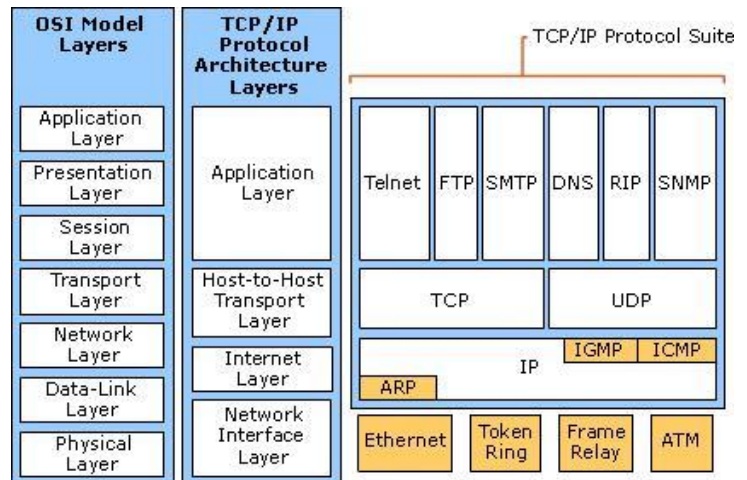 OSI Model
Layers
Application
Layer
Presentation
Layer
Session
Layer
Transport
Layer
Network
Layer
Data-Link
Layer
Physical
Layer
TCP/IP
Protocol
Architecture
Layers
Application
Layer
Host-to-Host
Transport
Layer
Internet
Layer
Network
Interface
Layer
TCP/IP Protocol Suite
Telnet
FTP
SMTP
DNS
RIP
SNMP
TCP
UDP
IP
IGMP
ICMP
ARP
Ethernet
Token
Ring
Frame
Relay
ATM